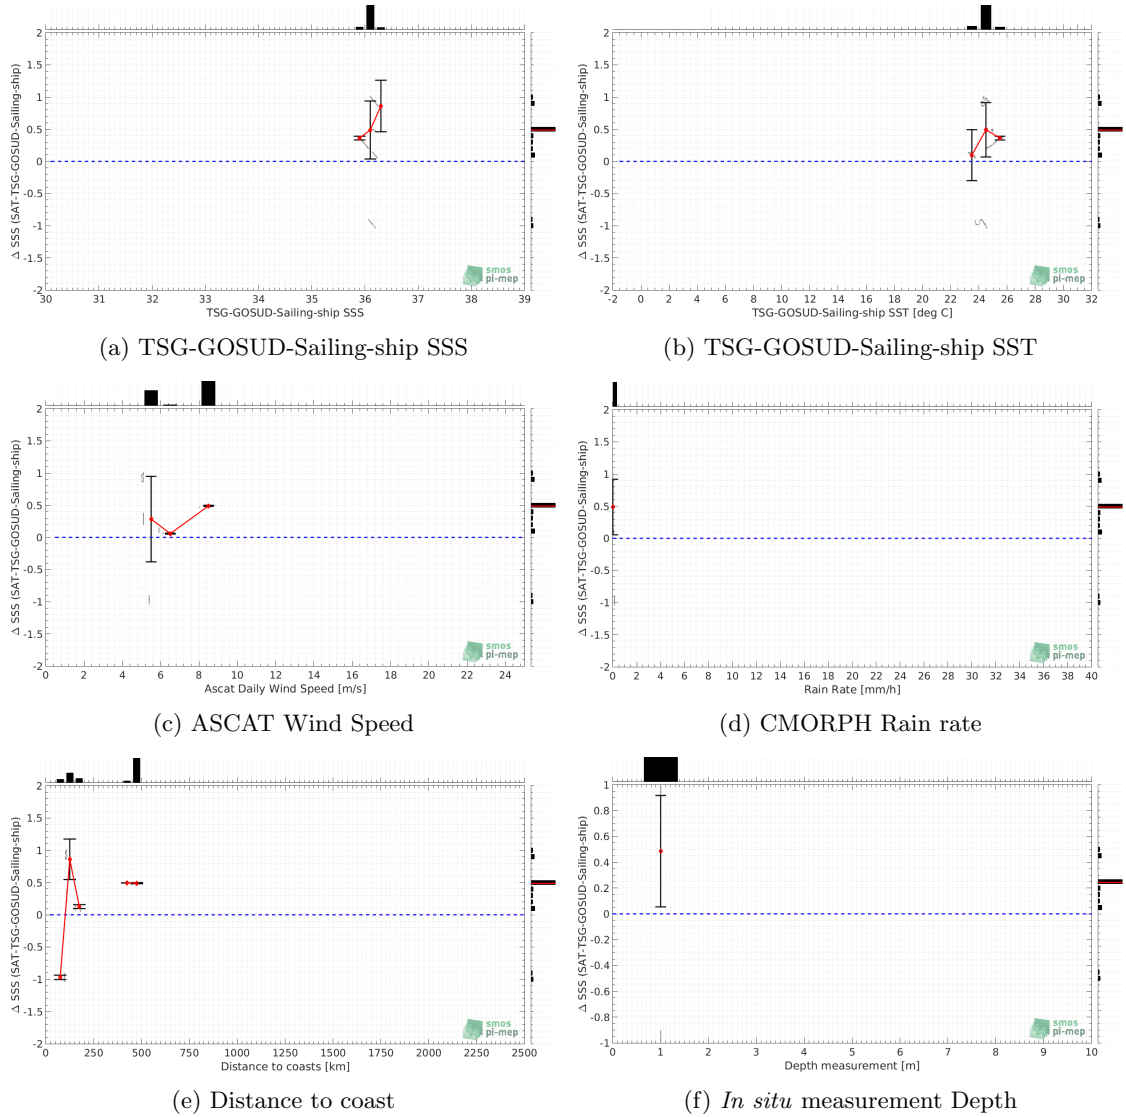 2
1.5
1
0.5
0
-0.5
-1
-1.5
-2
Δ SSS (SAT-TSG-GOSUD-Sailing-ship)
30 31 32 33 34 35 36 37 38 39
TSG-GOSUD-Sailing-ship SSS
smos
pi-mep
(a) TSG-GOSUD-Sailing-ship SSS
2
1.5
1
0.5
0
-0.5
-1
-1.5
-2
Δ SSS (SAT-TSG-GOSUD-Sailing-ship)
-2 0 2 4 6 8 10 12 14 16 18 20 22 24 26 28 30 32
TSG-GOSUD-Sailing-ship SST [deg C]
smos
pi-mep
(b) TSG-GOSUD-Sailing-ship SST
2
1.5
1
0.5
0
-0.5
-1
-1.5
-2
Δ SSS (SAT-TSG-GOSUD-Sailing-ship)
0 2 4 6 8 10 12 14 16 18 20 22 24
Ascat Daily Wind Speed [m/s]
smos
pi-mep
(c) ASCAT Wind Speed
2
1.5
1
0.5
0
-0.5
-1
-1.5
-2
Δ SSS (SAT-TSG-GOSUD-Sailing-ship)
0 2 4 6 8 10 12 14 16 18 20 22 24 26 28 30 32 34 36 38 40
Rain Rate [mm/h]
smos
pi-mep
(d) CMORPH Rain rate
2
1.5
1
0.5
0
-0.5
-1
-1.5
-2
Δ SSS (SAT-TSG-GOSUD-Sailing-ship)
0 250 500 750 1000 1250 1500 1750 2000 2250 2500
Distance to coasts [km]
smos
pi-mep
(e) Distance to coast
1
0.8
0.6
0.4
0.2
0
-0.2
-0.4
-0.6
-0.8
-1
Δ SSS (SAT-TSG-GOSUD-Sailing-ship)
0 1 2 3 4 5 6 7 8 9 10
Depth measurement [m]
smos
pi-mep
(f) In situ measurement Depth